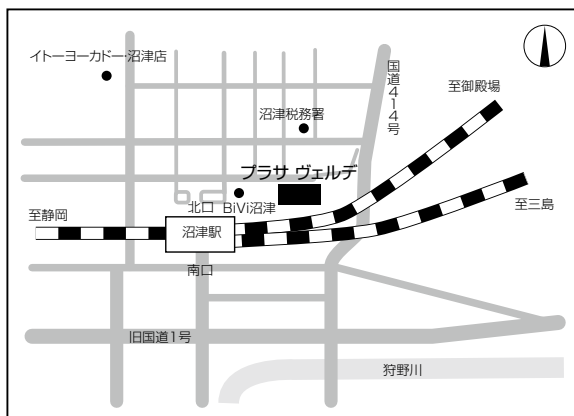 イトーヨーカドー・沼津店
国道414号
至御殿場
沼津税務署
プラサ ヴェルデ
北口 BiVi沼津
至静岡
沼津駅
至三島
南口
旧国道1号
狩野川